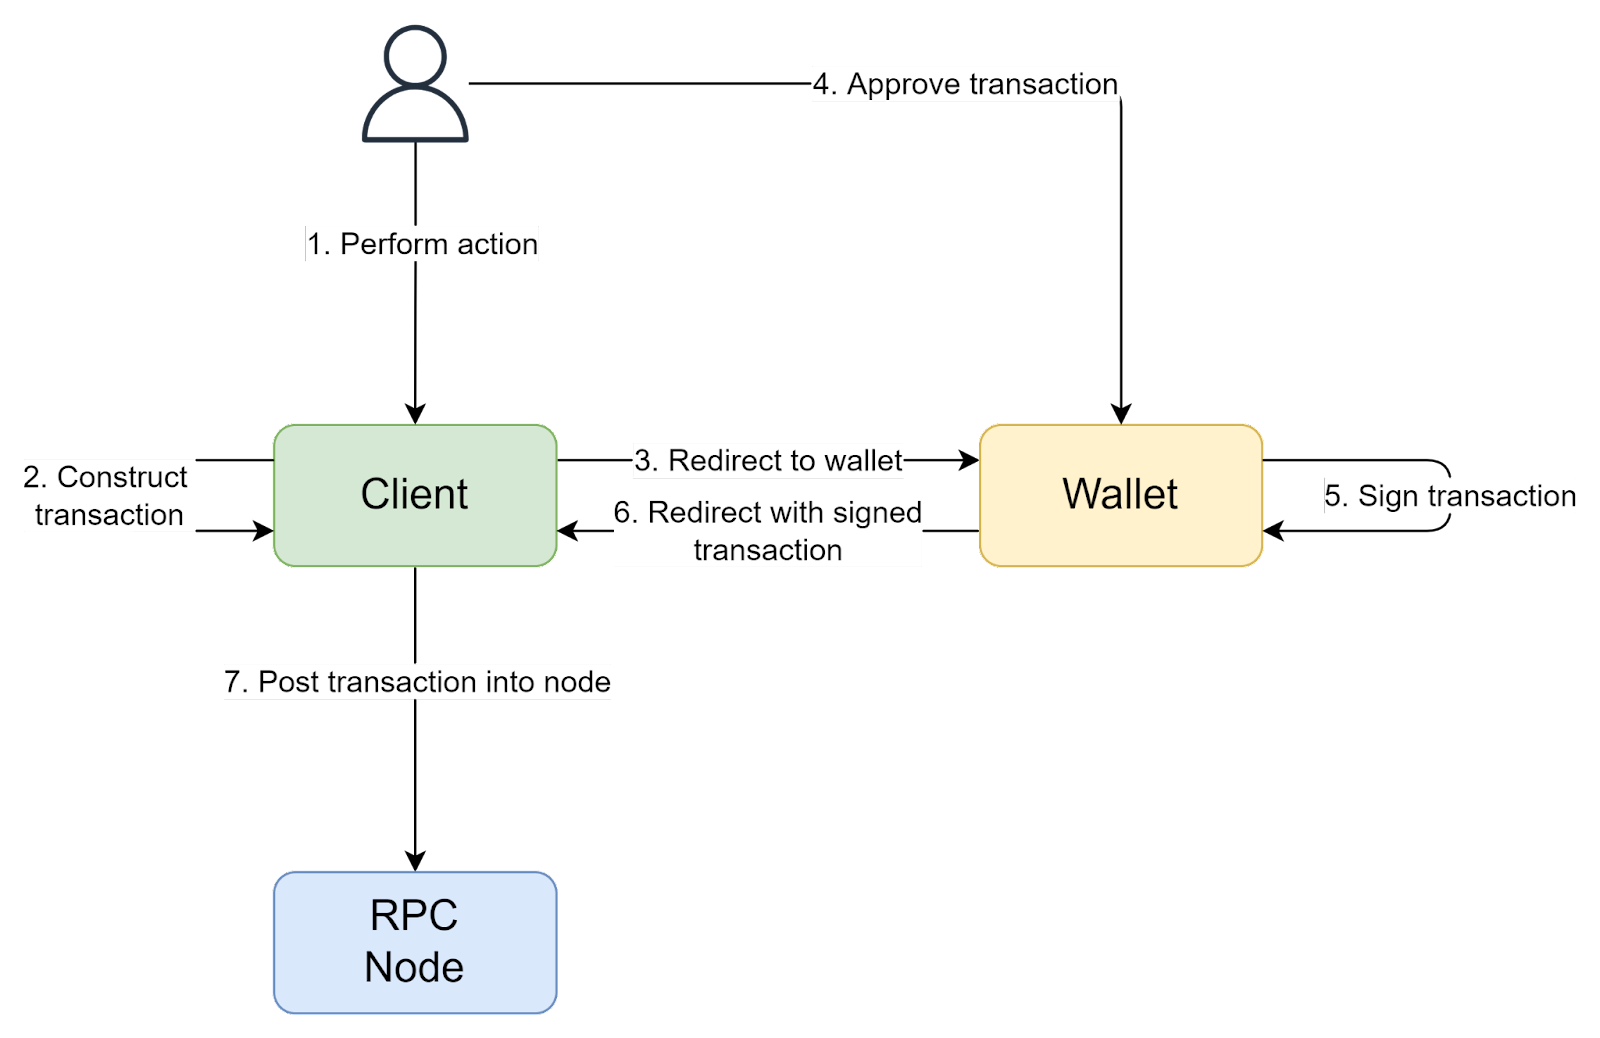 4. Approve transaction
1. Perform action
2. Construct
transaction
Client
3. Redirect to wallet
6. Redirect with signed
transaction
Wallet
5. Sign transaction
7. Post transaction into node
RPC
Node